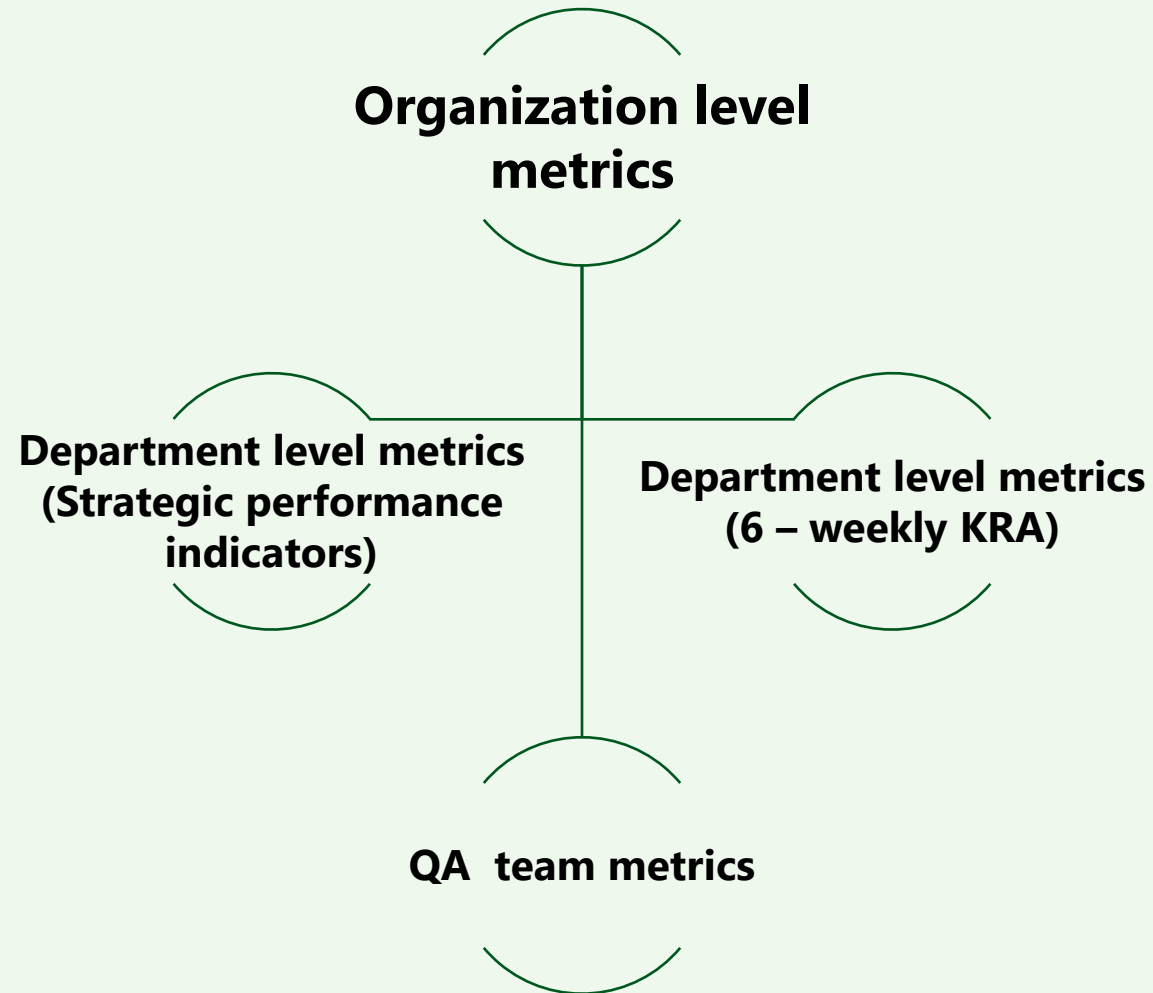 Organization level
metrics
Department level metrics
(Strategic performance
indicators)
Department level metrics
(6 – weekly KRA)
QA  team metrics